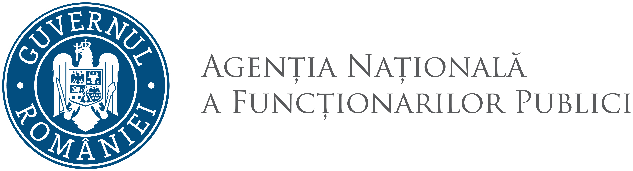 GUVERNUL
ROMÂNIEI
AGENȚIA NAȚIONALĂ
A FUNCȚIONARILOR PUBLICI